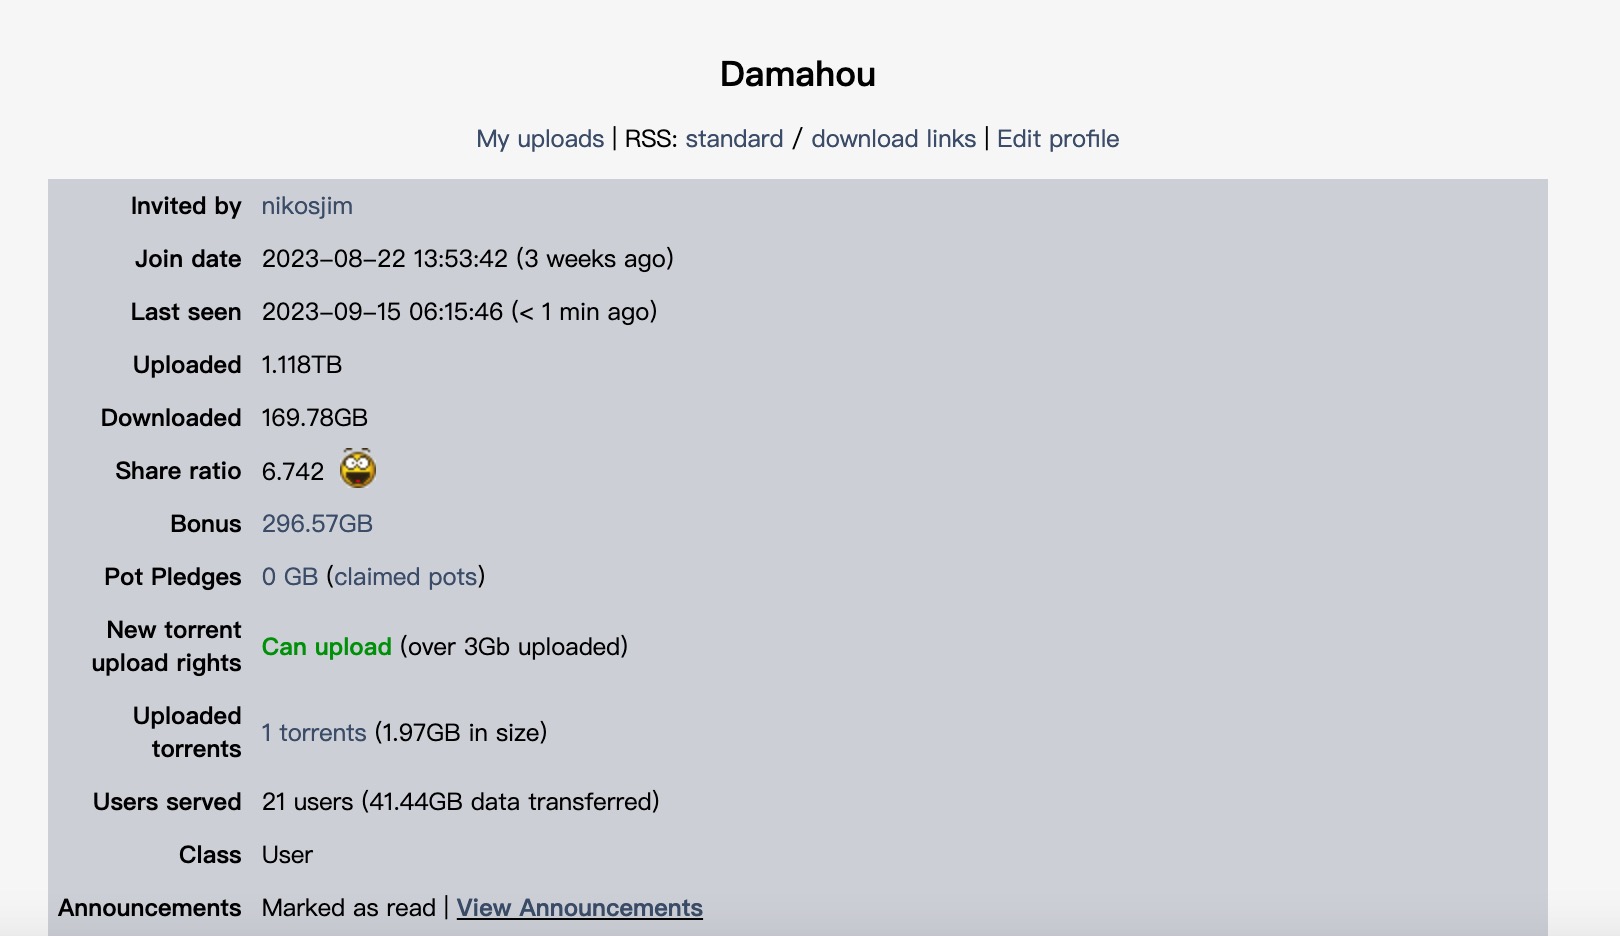 Damahou
My uploads | RSS: standard / download links | Edit profile
Invited by nikosjim
Join date 2023-08-22 13:53:42 (3 weeks ago)
Last seen 2023-09-15 06:15:46 (< 1 min ago)
Uploaded 1.118TB
Downloaded 169.78GB
Share ratio 6.742
Bonus 296.57GB
Pot Pledges 0 GB (claimed pots)
New torrent
upload rights Can upload (over 3Gb uploaded)
Uploaded
torrents 1 torrents (1.97GB in size)
Users served 21 users (41.44GB data transferred)
Class User
Announcements Marked as read | View Announcements